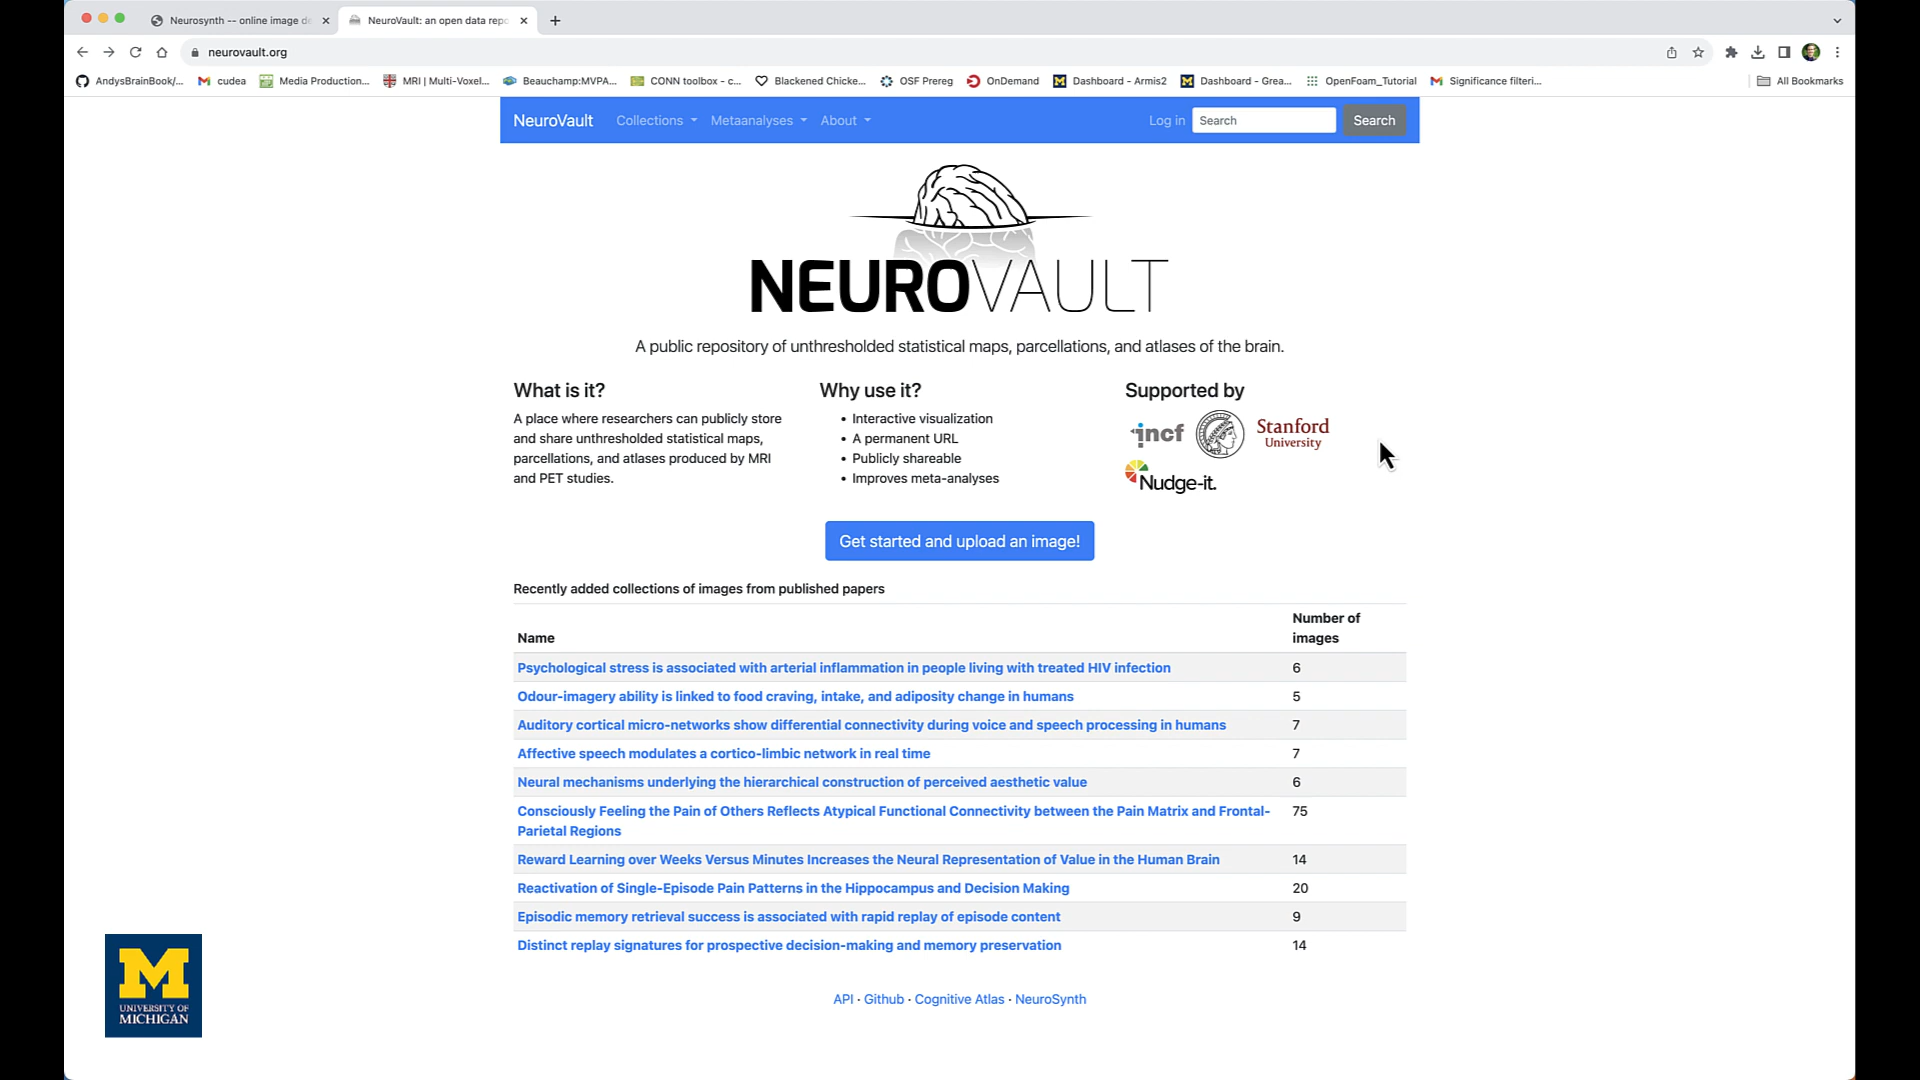 Neurosynth -- online image de
NeuroVault: an open data repo
neurovault.org
AndysBrainBook/...
cudea
Media Production...
MRI | Multi-Voxel...
Beauchamp:MVPA...
CONN toolbox - c...
Blackened Chicke...
OSF Prereg
OnDemand
Dashboard - Armis2
Dashboard - Grea...
OpenFoam_Tutorial
Significance filteri...
All Bookmarks
NeuroVault
Collections
Metaanalyses
About
Log in
Search
Search
NEUROVAULT
A public repository of unthresholded statistical maps, parcellations, and atlases of the brain.
What is it?
A place where researchers can publicly store
and share unthresholded statistical maps,
parcellations, and atlases produced by MRI
and PET studies.
Why use it?
• Interactive visualization
• A permanent URL
• Publicly shareable
• Improves meta-analyses
Supported by
incf
Stanford
University
Nudge-it.
Get started and upload an image!
Recently added collections of images from published papers
Name
Number of
images
Psychological stress is associated with arterial inflammation in people living with treated HIV infection 6
Odour-imagery ability is linked to food craving, intake, and adiposity change in humans 5
Auditory cortical micro-networks show differential connectivity during voice and speech processing in humans 7
Affective speech modulates a cortico-limbic network in real time 7
Neural mechanisms underlying the hierarchical construction of perceived aesthetic value 6
Consciously Feeling the Pain of Others Reflects Atypical Functional Connectivity between the Pain Matrix and Frontal- 75
Parietal Regions
Reward Learning over Weeks Versus Minutes Increases the Neural Representation of Value in the Human Brain 14
Reactivation of Single-Episode Pain Patterns in the Hippocampus and Decision Making 20
Episodic memory retrieval success is associated with rapid replay of episode content 9
Distinct replay signatures for prospective decision-making and memory preservation 14
API · Github · Cognitive Atlas · NeuroSynth
M
UNIVERSITY OF
MICHIGAN